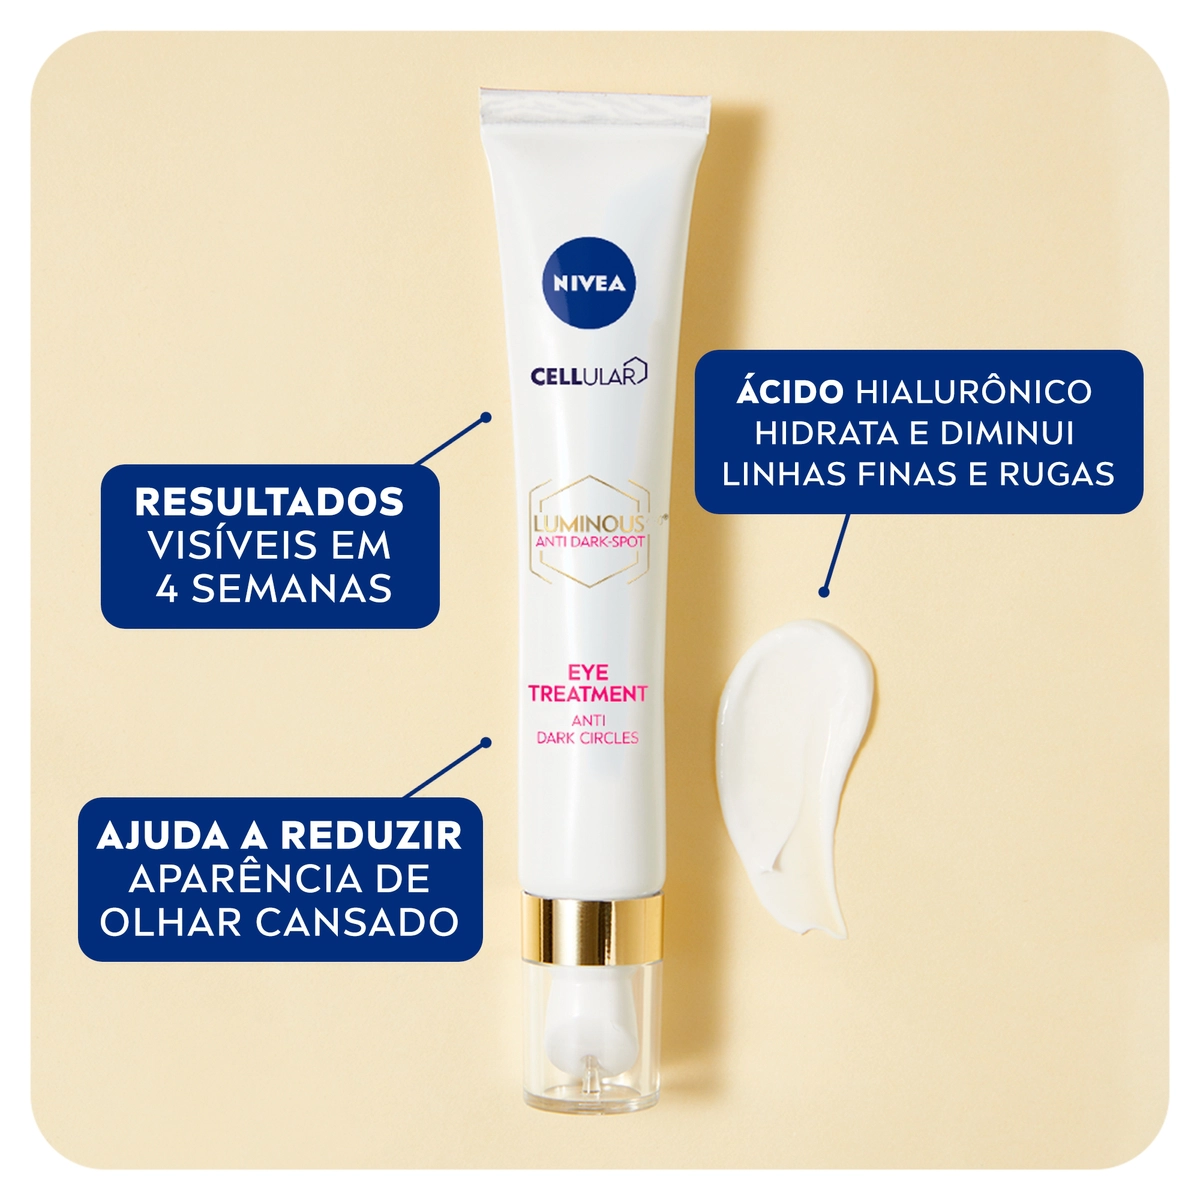 NIVEA
CELLULAR
LUMINOUS
ANTI DARK-SPOT
EYE
TREATMENT
ANTI
DARK CIRCLES
RESULTADOS
VISÍVEIS EM
4 SEMANAS
ÁCIDO HIALURÔNICO
HIDRATA E DIMINUI
LINHAS FINAS E RUGAS
AJUDA A REDUZIR
APARÊNCIA DE
OLHAR CANSADO